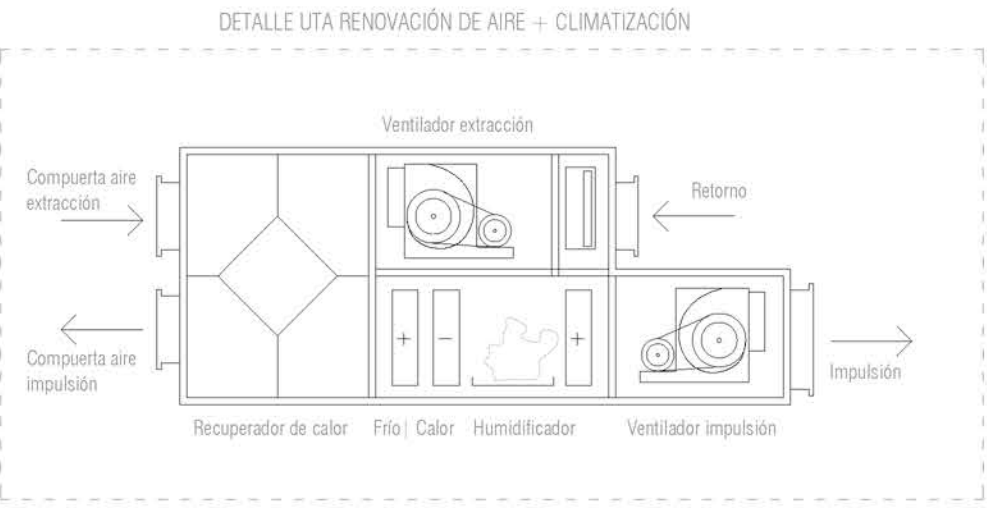 DETALLE UTA RENOVACIÓN DE AIRE + CLIMATIZACIÓN
Ventilador extracción
Compuerta aire
extracción
Retorno
+
−
+
Compuerta aire
impulsión
Impulsión
Recuperador de calor
Frío | Calor
Humidificador
Ventilador impulsión